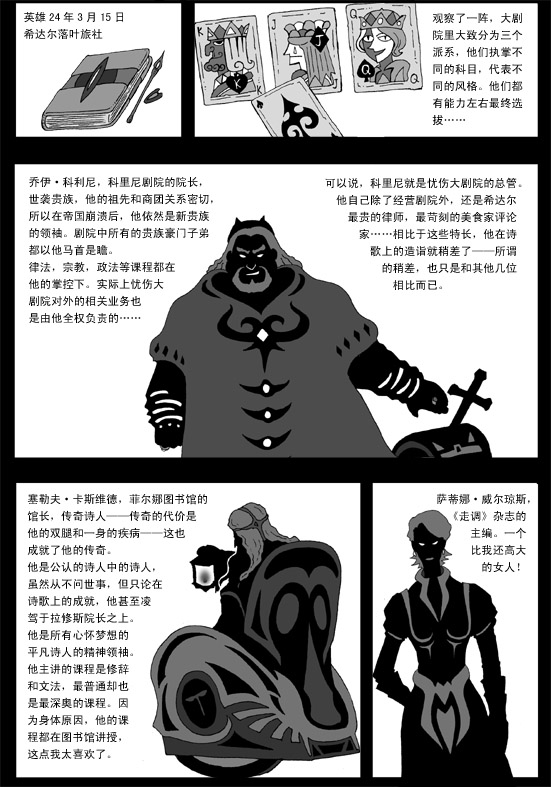 英雄 24 年 3 月 15 日
希达尔落叶旅社
观察了一阵，大剧
院里大致分为三个
派系，他们执掌不
同的科目，代表不
同的风格。他们都
有能力左右最终选
拔……
K
K
J
J
Q
Q
K
乔伊·科利尼，科里尼剧院的院长，
世袭贵族，他的祖先和商团关系密切，
所以在帝国崩溃后，他依然是新贵族
的领袖。剧院中所有的贵族豪门子弟
都以他马首是瞻。
律法，宗教，政法等课程都在
他的掌控下。实际上忧伤大
剧院对外的相关业务也
是由他全权负责的……
可以说，科里尼就是忧伤大剧院的总管。
他自己除了经营剧院外，还是希达尔
最贵的律师，最苛刻的美食家评论
家……相比于这些特长，他在诗
歌上的造诣就稍差了——所谓
的稍差，也只是和其他几位
相比而已。
塞勒夫·卡斯维德，菲尔娜图书馆的
馆长，传奇诗人——传奇的代价是
他的双腿和一身的疾病——这也
成就了他的传奇。
他是公认的诗人中的诗人，
虽然从不问世事，但只论在
诗歌上的成就，他甚至凌
驾于拉修斯院长之上。
他是所有心怀梦想的
平凡诗人的精神领袖。
他主讲的课程是修辞
和文法，最普通却也
是最深奥的课程。因
为身体原因，他的课
程都在图书馆讲授，
这点我太喜欢了。
萨蒂娜·威尔琼斯，
《走调》杂志的
主编。一个
比我还高大
的女人！